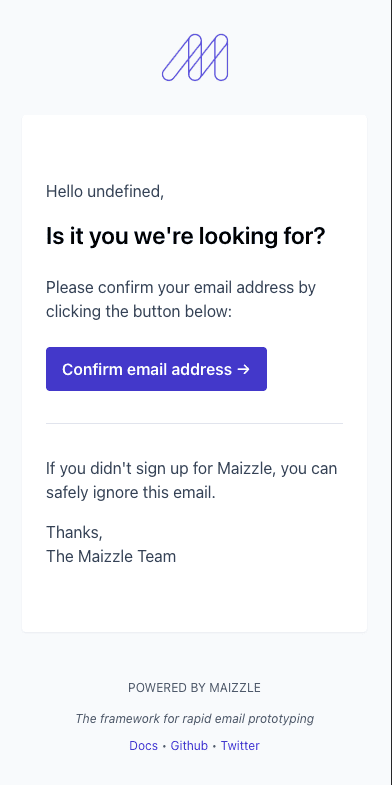 Hello undefined,
Is it you we're looking for?
Please confirm your email address by
clicking the button below:
Confirm email address →
If you didn't sign up for Maizzle, you can
safely ignore this email.
Thanks,
The Maizzle Team
POWERED BY MAIZZLE
The framework for rapid email prototyping
Docs • Github • Twitter